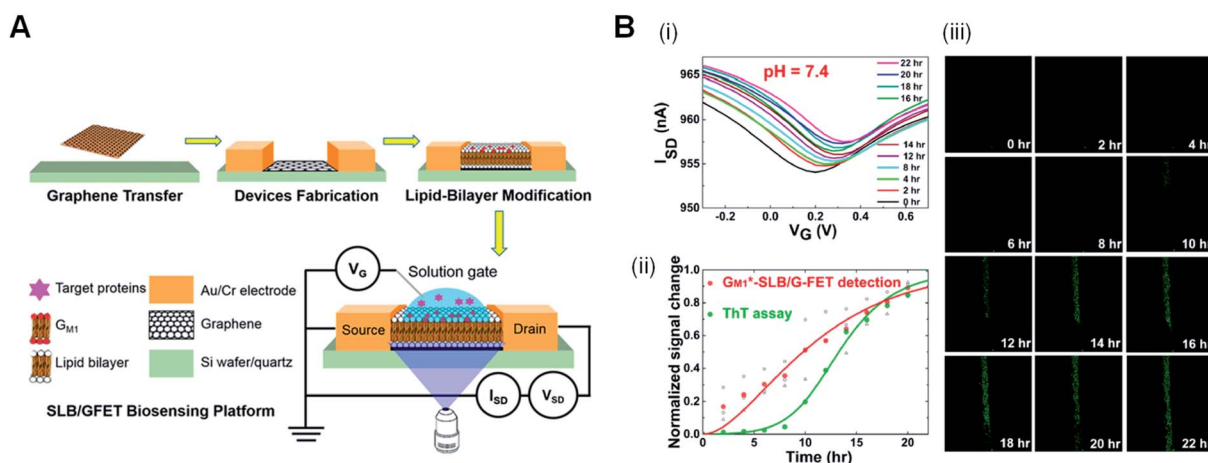 A
Graphene Transfer
Devices Fabrication
Lipid-Bilayer Modification
Target proteins
GM1
Lipid bilayer
Au/Cr electrode
Graphene
Si wafer/quartz
SLB/GFET Biosensing Platform
VG
Solution gate
Source
Drain
ISD
VSD
B
(i)
pH = 7.4
22 hr
20 hr
18 hr
16 hr
14 hr
12 hr
8 hr
4 hr
2 hr
0 hr
ISD (nA)
965
960
955
950
-0.2
0.0
0.2
0.4
0.6
VG (V)
(ii)
GM1*-SLB/G-FET detection
ThT assay
Normalized signal change
1.0
0.8
0.6
0.4
0.2
0.0
0
5
10
15
20
Time (hr)
(iii)
0 hr
2 hr
4 hr
6 hr
8 hr
10 hr
12 hr
14 hr
16 hr
18 hr
20 hr
22 hr